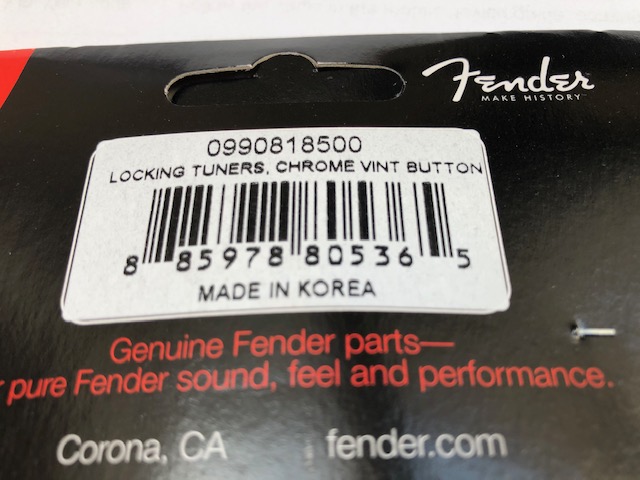 Fender
MAKE HISTORY™
0990818500
LOCKING TUNERS, CHROME VINT BUTTON
8 85978 80536 5
MADE IN KOREA
Genuine Fender parts—
pure Fender sound, feel and performance.
Corona, CA fender.com